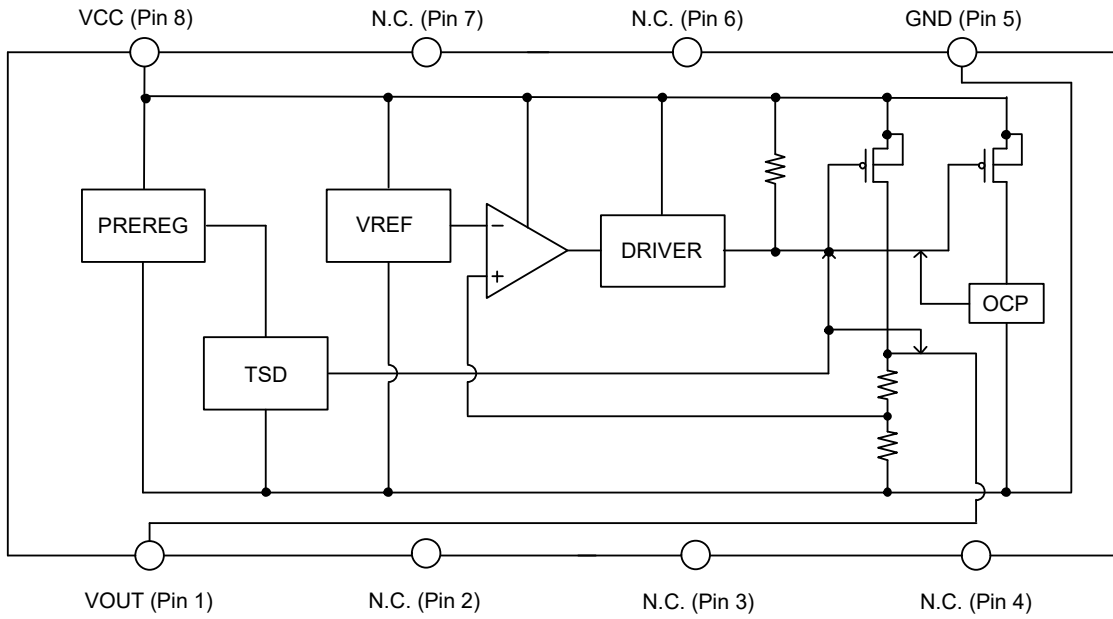 VCC (Pin 8)
N.C. (Pin 7)
N.C. (Pin 6)
GND (Pin 5)
PREREG
VREF
−
+
DRIVER
OCP
TSD
VOUT (Pin 1)
N.C. (Pin 2)
N.C. (Pin 3)
N.C. (Pin 4)